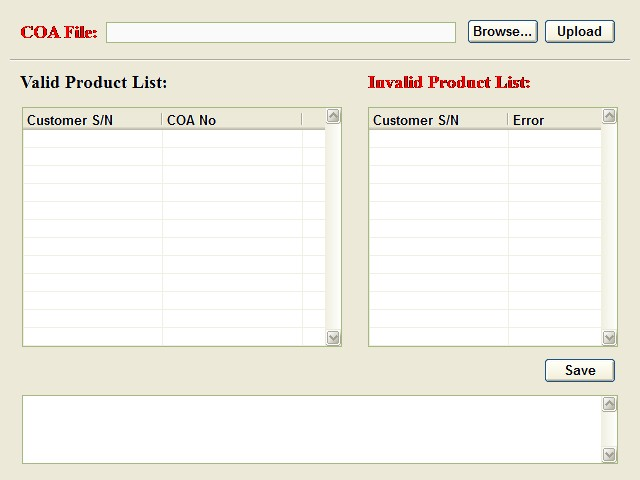 COA File: Browse... Upload
Valid Product List: Invalid Product List:
Customer S/N COA No Customer S/N Error
Save